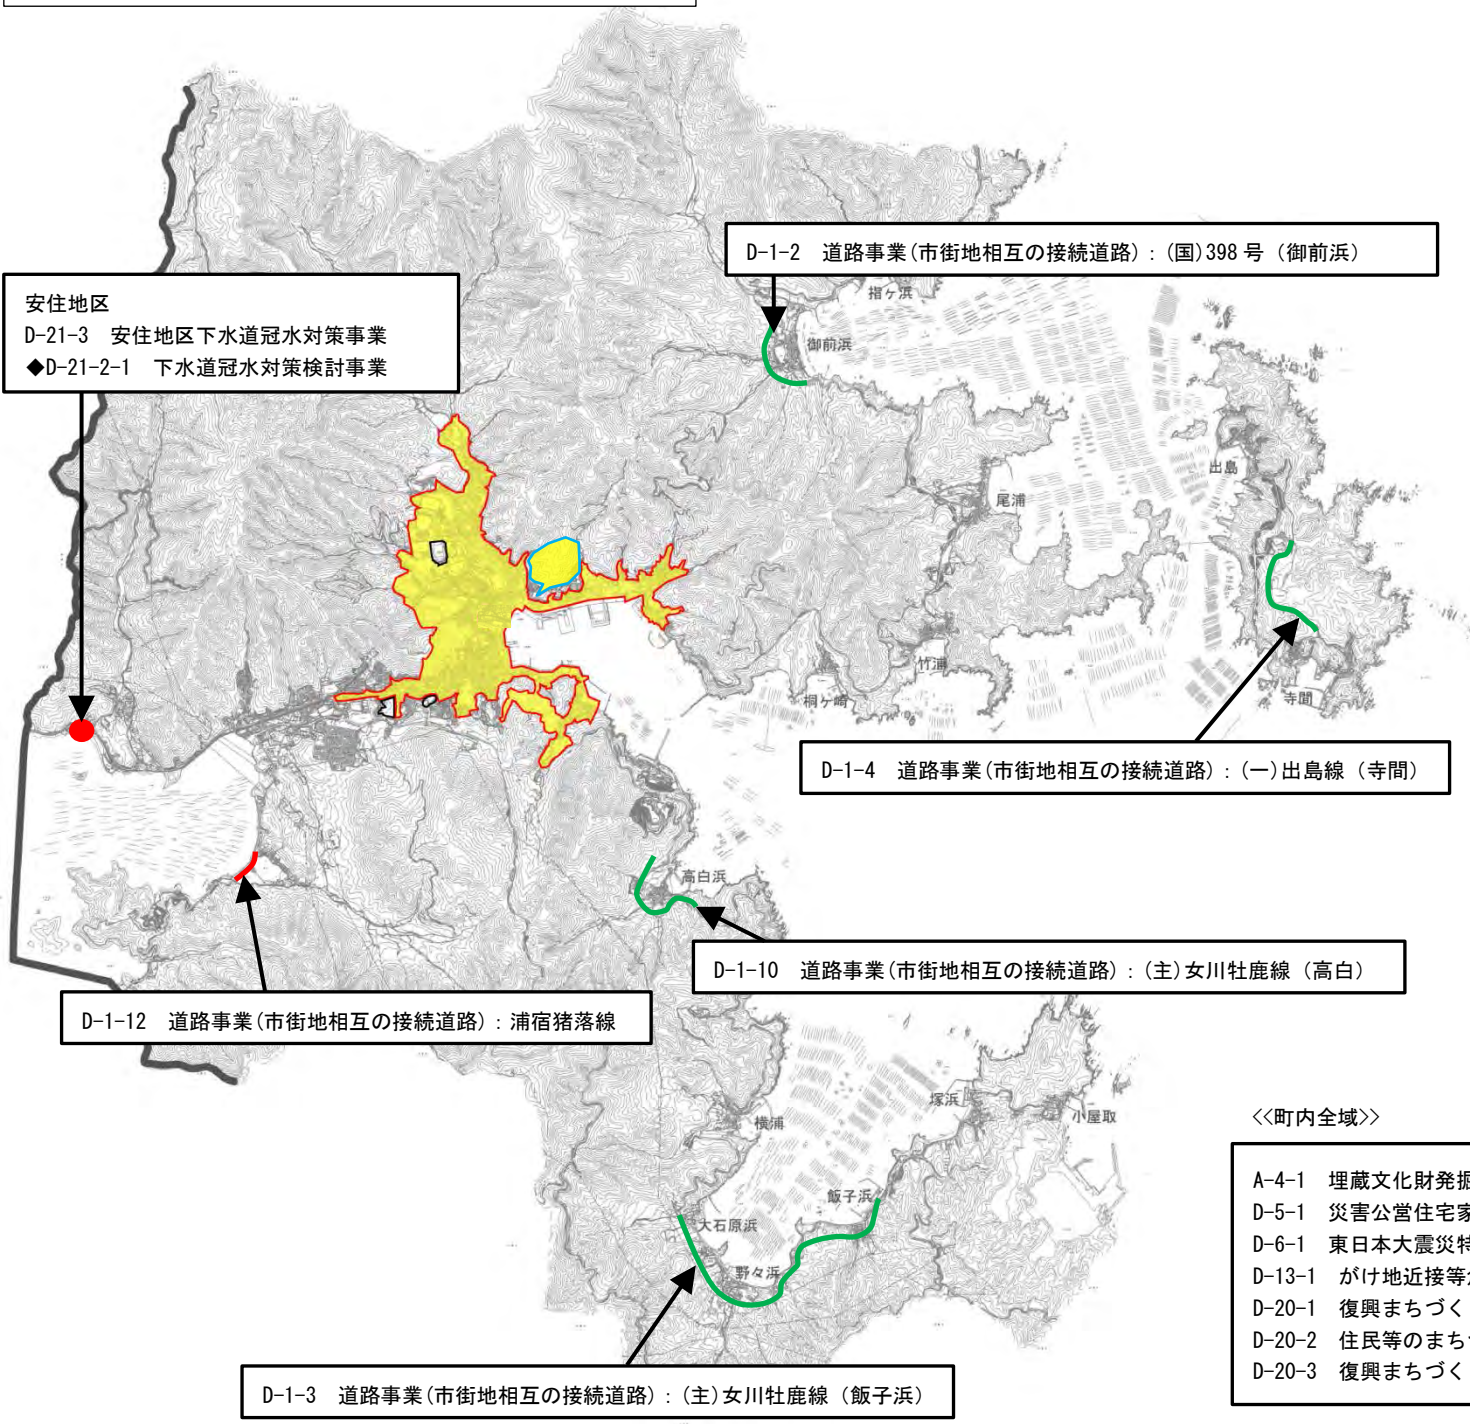 D-1-2 道路事業(市街地相互の接続道路)：(国)398号（御前浜）
指ヶ浜
安住地区
D-21-3 安住地区下水道冠水対策事業
◆D-21-2-1 下水道冠水対策検討事業
御前浜
出島
尾浦
竹浦
桐ヶ崎
寺間
D-1-4 道路事業(市街地相互の接続道路)：(一)出島線（寺間）
高白浜
D-1-10 道路事業(市街地相互の接続道路)：(主)女川牡鹿線（高白）
D-1-12 道路事業(市街地相互の接続道路)：浦宿猪落線
塚浜
小屋取
横浦
<<町内全域>>
A-4-1 埋蔵文化財発掘
D-5-1 災害公営住宅家
D-6-1 東日本大震災特
D-13-1 がけ地近接等
D-20-1 復興まちづく
D-20-2 住民等のまち
D-20-3 復興まちづく
飯子浜
大石原浜
野々浜
D-1-3 道路事業(市街地相互の接続道路)：(主)女川牡鹿線（飯子浜）